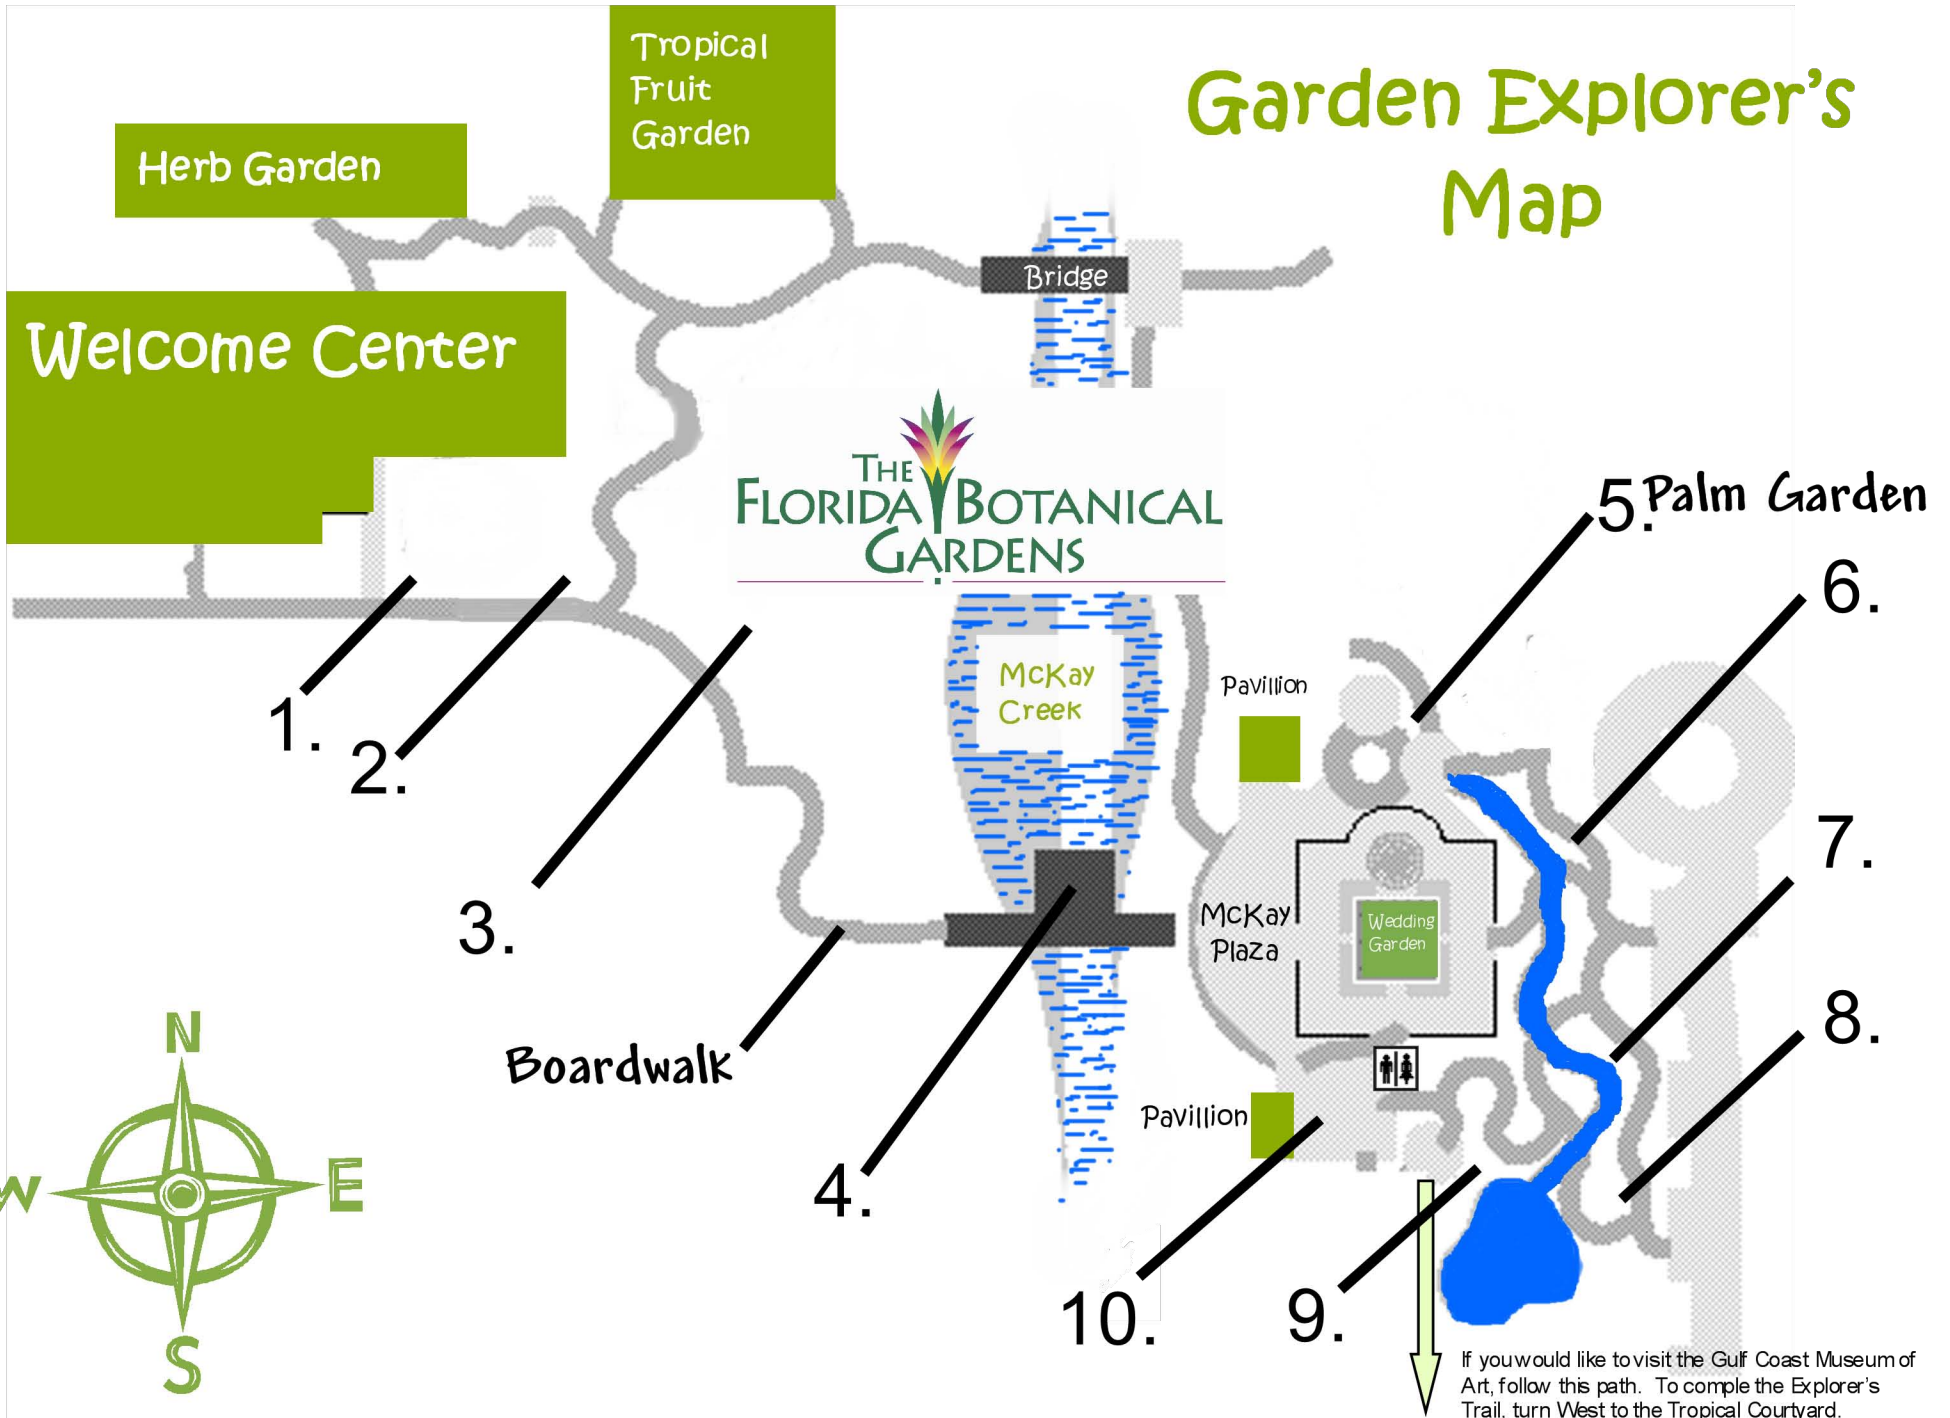 Tropical
Fruit
Garden
Garden Explorer's
Map
Herb Garden
Bridge
Welcome Center
THE
FLORIDA BOTANICAL
GARDENS
5. Palm Garden
6.
McKay
Creek
Pavillion
1.
2.
7.
3.
McKay
Plaza
Wedding
Garden
8.
Boardwalk
N
W
E
S
Pavillion
4.
10.
9.
If you would like to visit the Gulf Coast Museum of
Art, follow this path. To comple the Explorer's
Trail, turn West to the Tropical Courtyard.